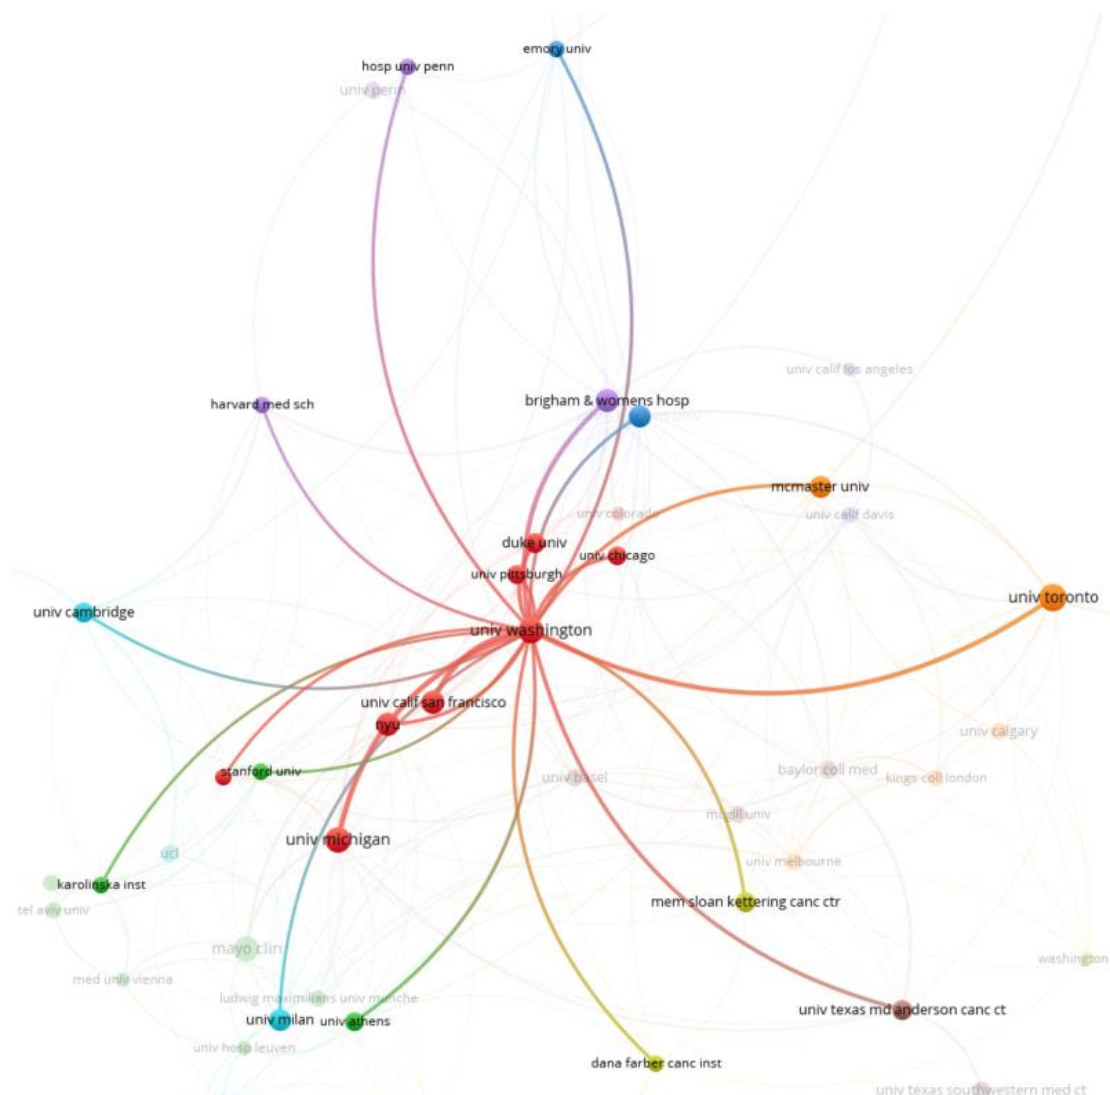 emory univ
hosp univ penn
univ penn
univ calif los angeles
brigham & womens hosp
harvard med sch
univ
mcmaster univ
univ colorado
univ calif davis
duke univ
univ chicago
univ pittsburgh
univ toronto
univ cambridge
univ washington
univ calif san francisco
nyu
univ calgary
stanford univ
univ basel
baylor coll med
kings coll london
mcgill univ
univ michigan
ucl
univ melbourne
karolinska inst
mem sloan kettering canc ctr
tel aviv univ
mayo clin
washington
med univ vienna
ludwig maximilians univ munche
univ texas md anderson canc ct
univ milan
univ athens
univ hosp leuven
dana farber canc inst
univ texas southwestern med ct